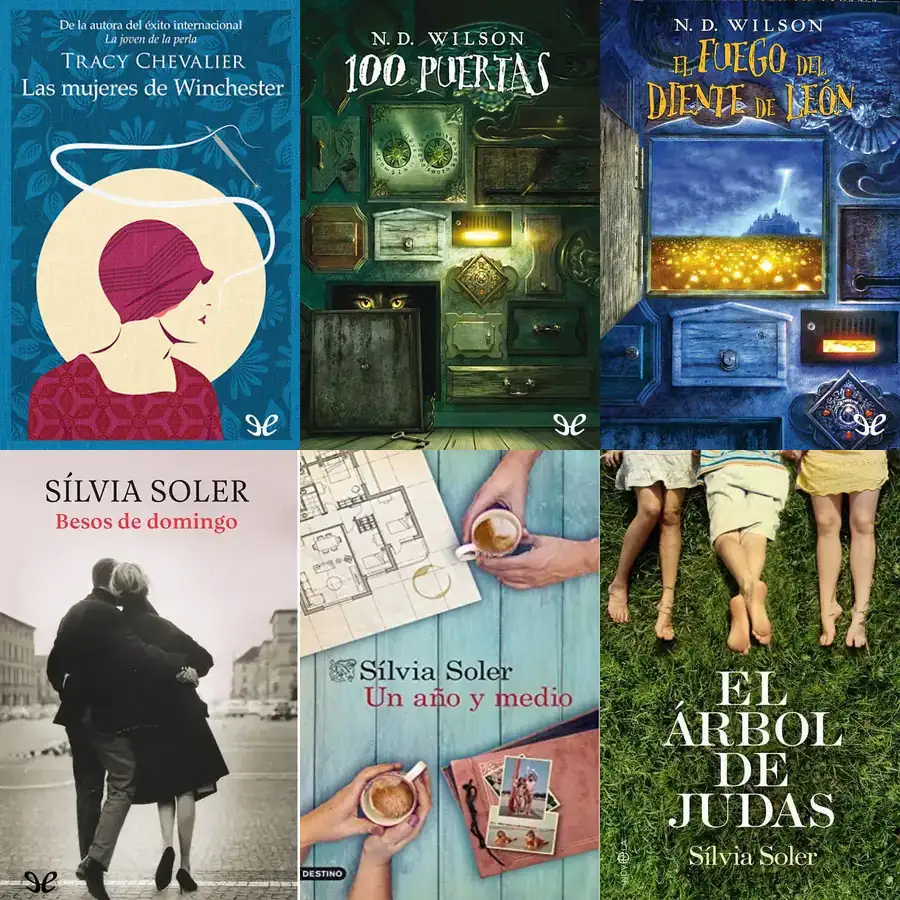 De la autora del éxito internacional
La joven de la perla
TRACY CHEVALIER
Las mujeres de Winchester
N. D. WILSON
100 PUERTAS
N. D. WILSON
EL FUEGO DEL
DIENTE DE LEÓN
SÍLVIA SOLER
Besos de domingo
Sílvia Soler
Un año y medio
DESTINO
EL
ÁRBOL
DE
JUDAS
Sílvia Soler